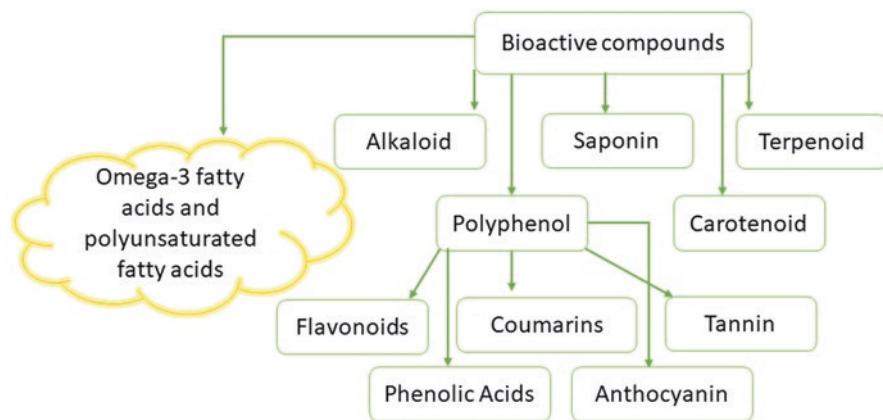 Bioactive compounds
Alkaloid
Saponin
Terpenoid
Omega-3 fatty
acids and
polyunsaturated
fatty acids
Polyphenol
Carotenoid
Flavonoids
Coumarins
Tannin
Phenolic Acids
Anthocyanin